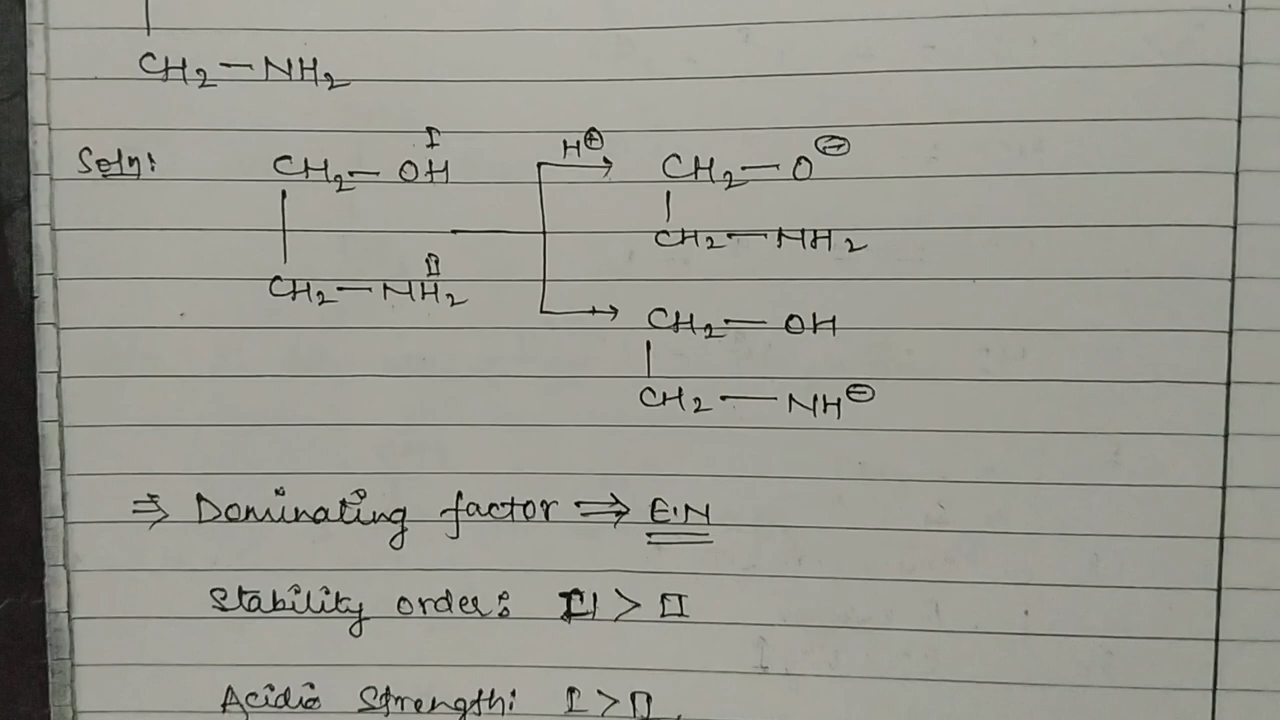 CH2-NH2
I
Soln: CH2-OH H⊕ CH2-O⊖
CH2-NH2
II
CH2-NH2
CH2-OH
CH2-NH⊖
⇒ Dominating factor ⇒ E.N
Stability order: I > II
Acidic Strength: I > II.